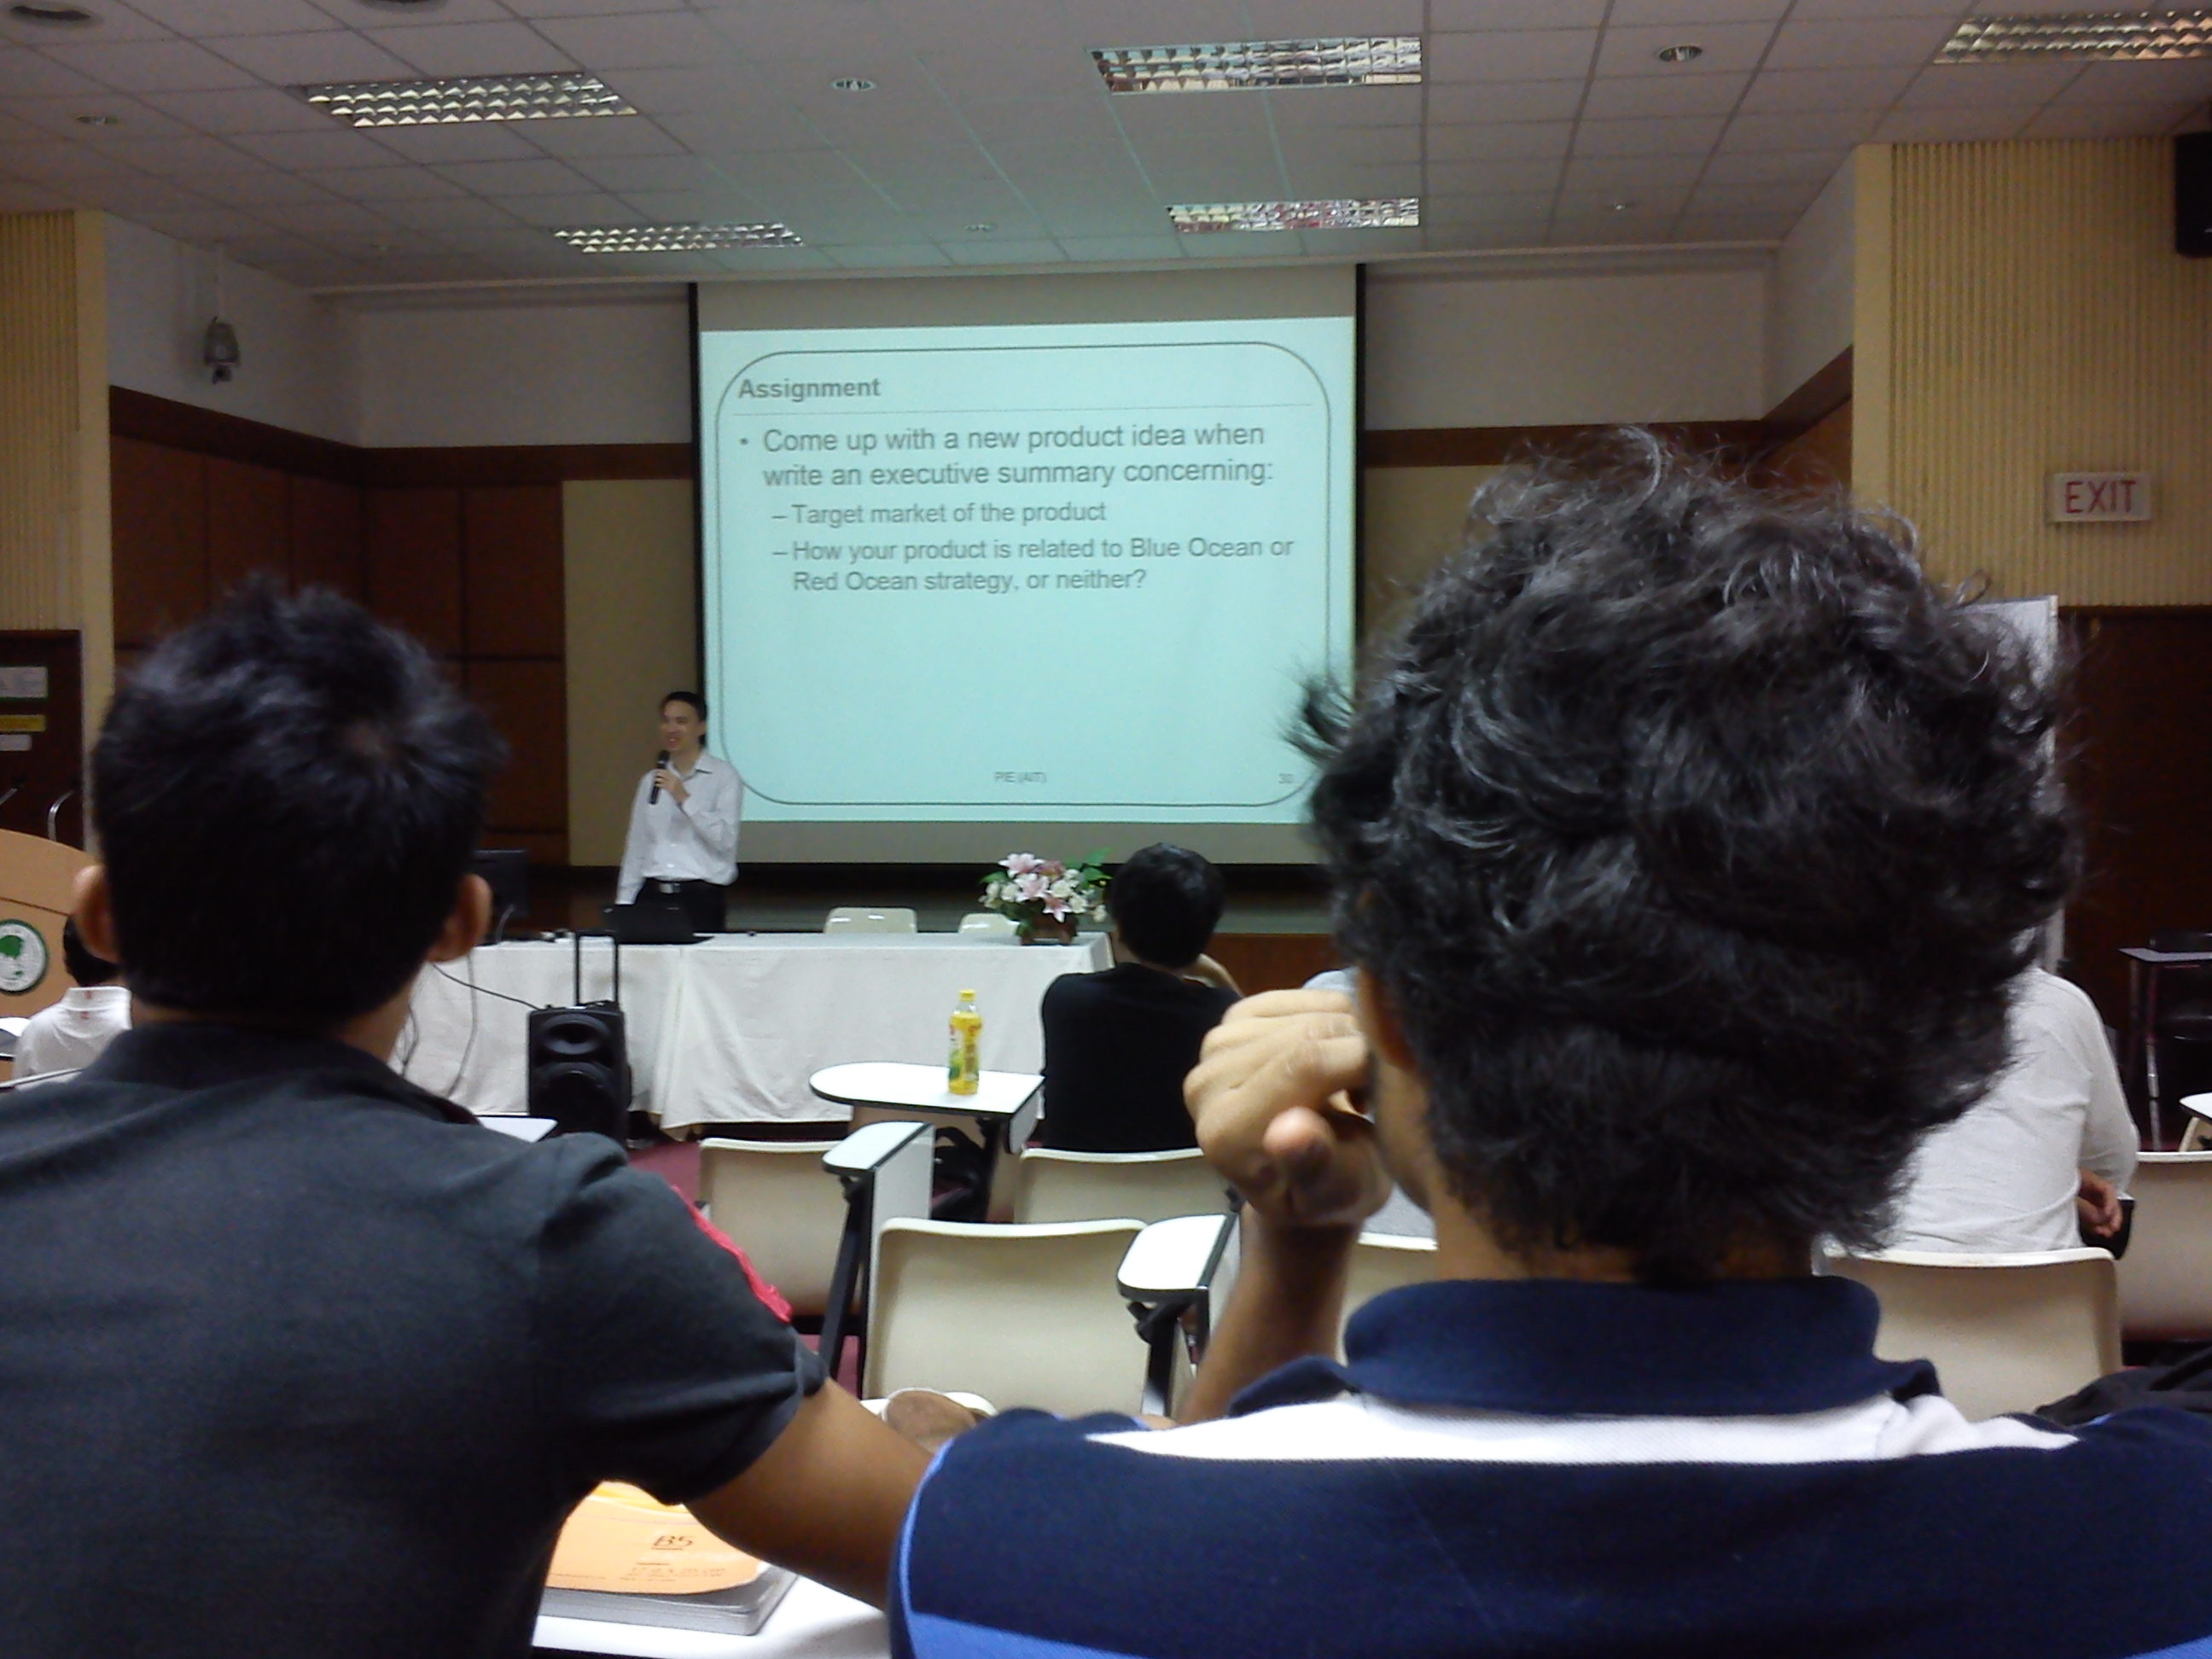 Assignment
• Come up with a new product idea when
write an executive summary concerning:
– Target market of the product
– How your product is related to Blue Ocean or
Red Ocean strategy, or neither?
PIE (AIT)
30
EXIT
B5